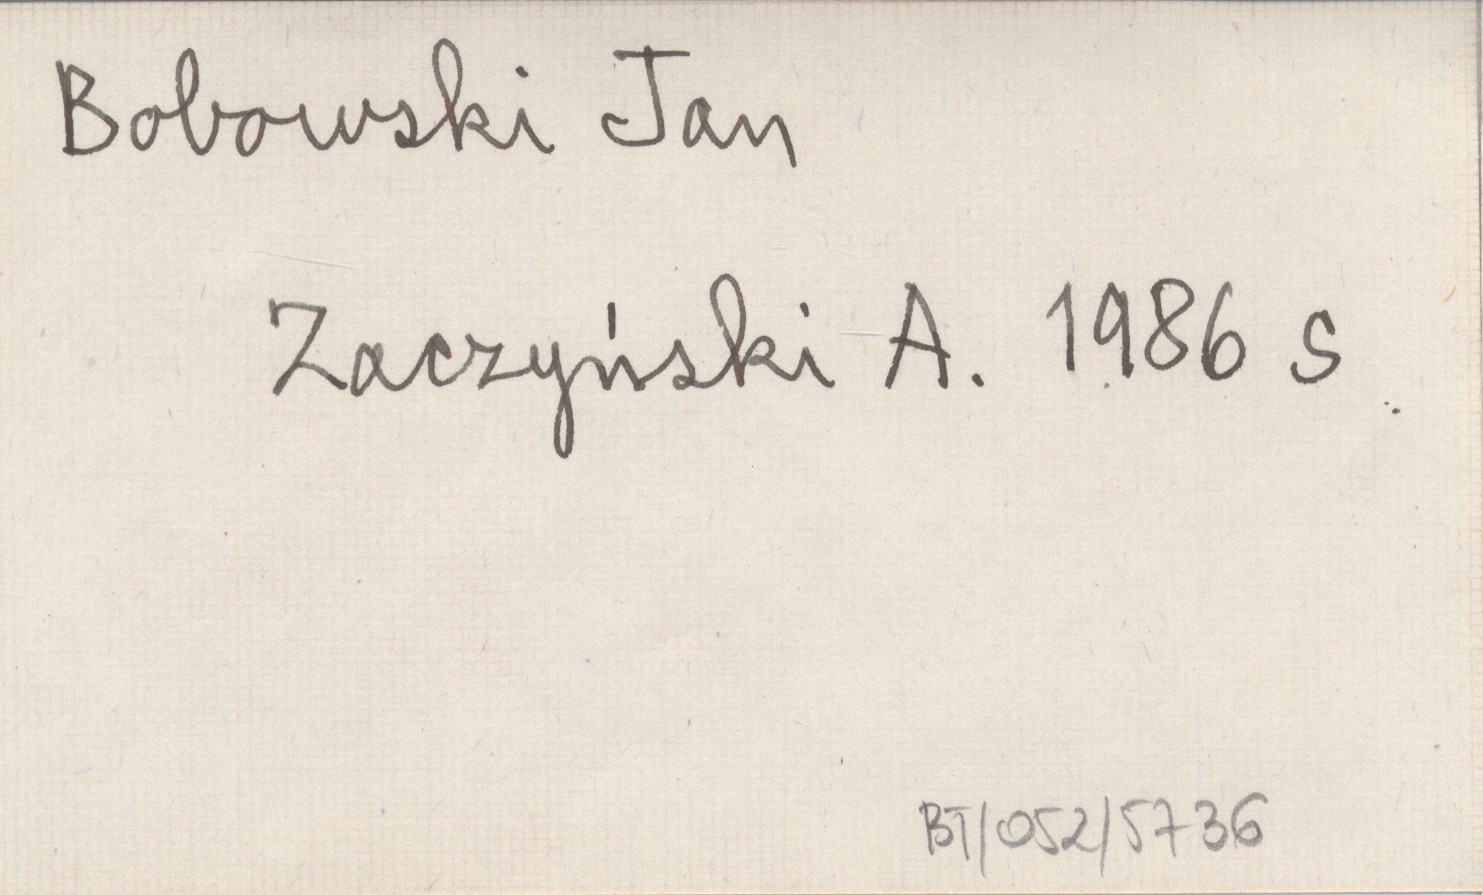 Bobowski Jan
Zaczyński A. 1986 s
BT/052/5736